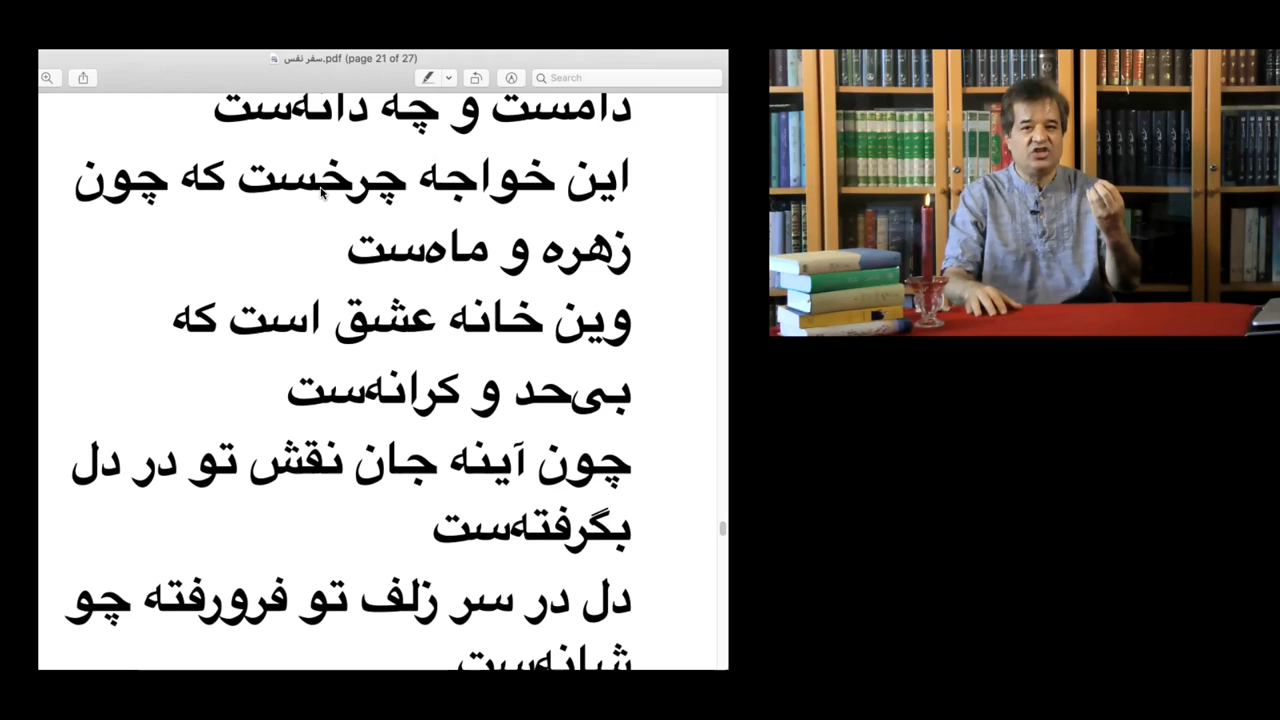 سفر نفس.pdf (page 21 of 27)
Search
دامست و چه دانه‌ست
این خواجه چرخست که چون
زهره و ماه‌ست
وین خانه عشق است که
بی‌حد و کرانه‌ست
چون آینه جان نقش تو در دل
بگرفته‌ست
دل در سر زلف تو فرورفته چو
شانه‌ست